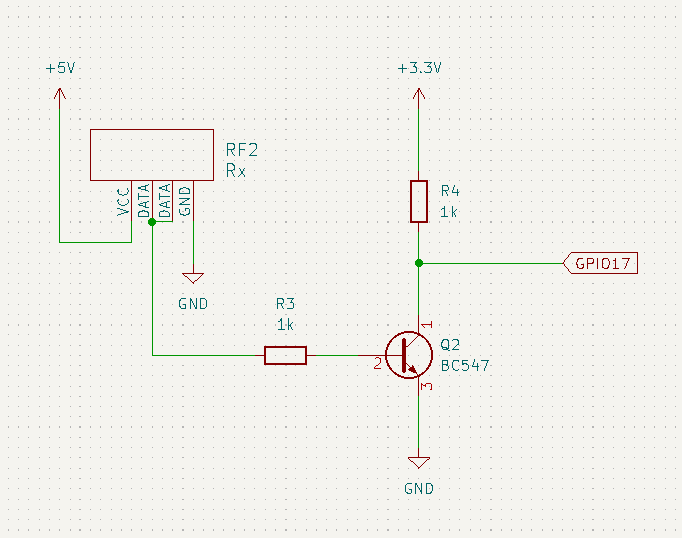 +5V
+3.3V
RF2
Rx
VCC
DATA
DATA
GND
R4
1k
GPIO17
GND
R3
1k
1
Q2
2
BC547
3
GND